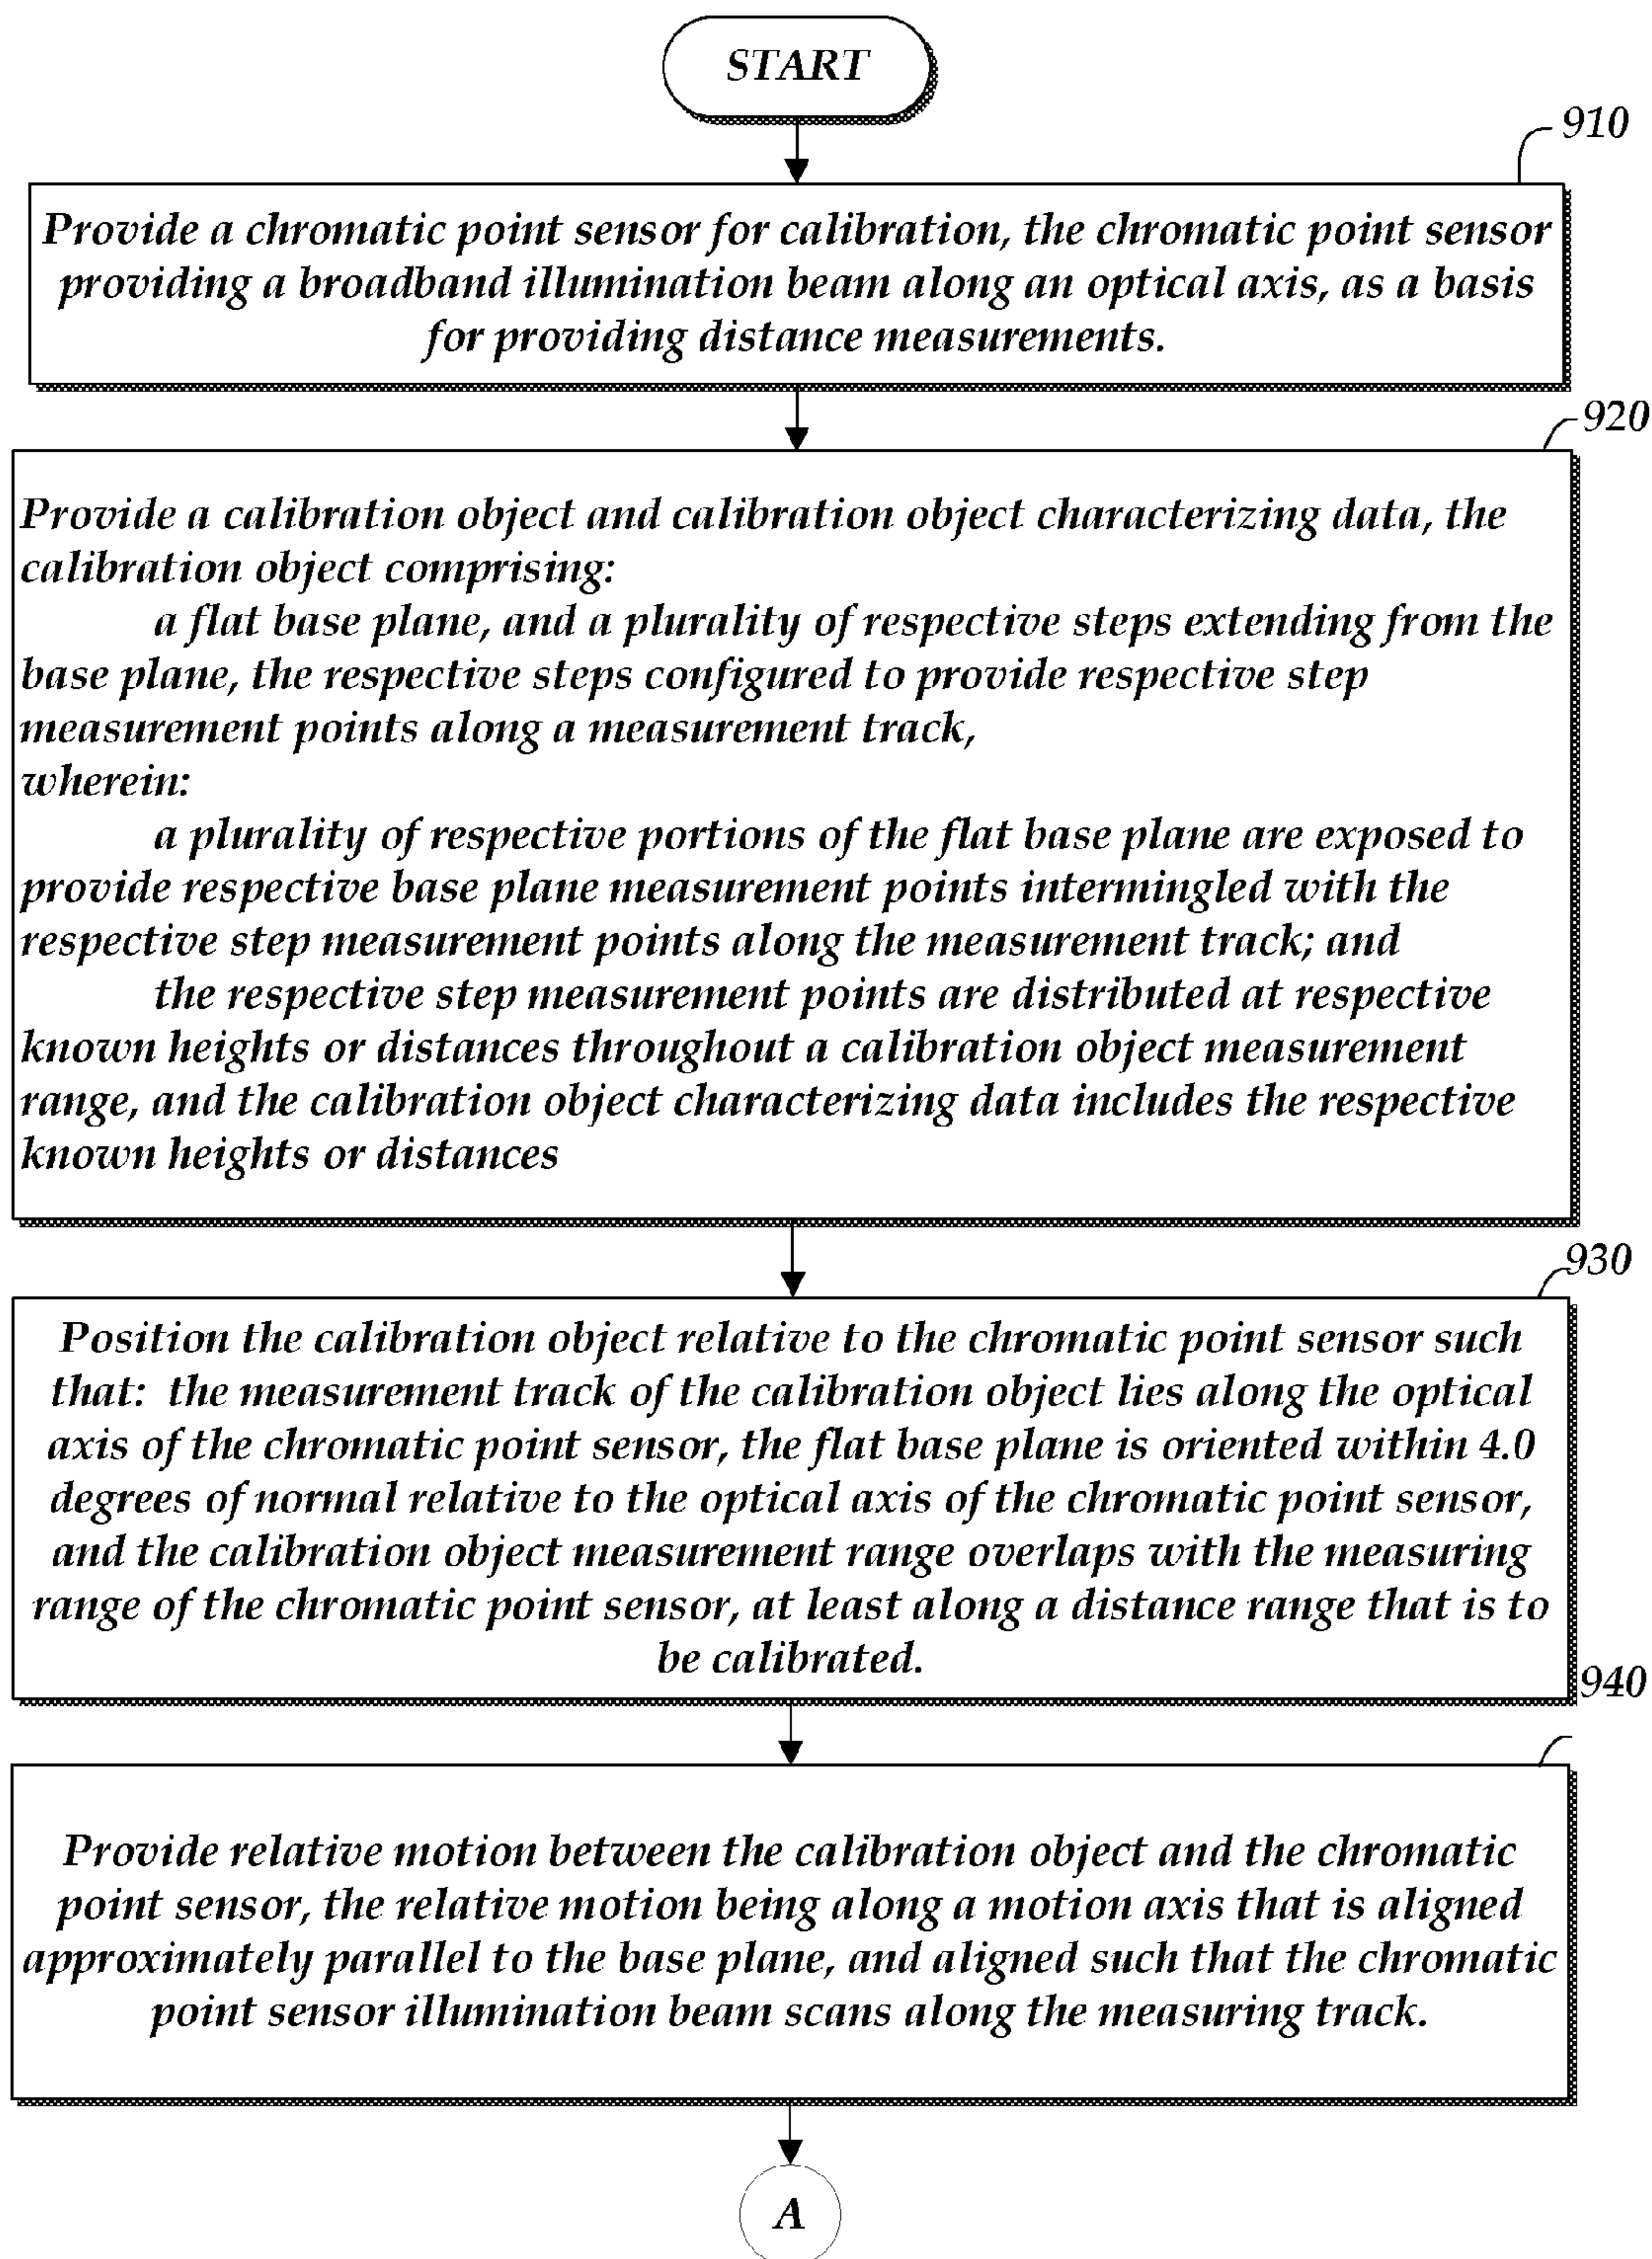 START
910
Provide a chromatic point sensor for calibration, the chromatic point sensor
providing a broadband illumination beam along an optical axis, as a basis
for providing distance measurements.
920
Provide a calibration object and calibration object characterizing data, the
calibration object comprising:
a flat base plane, and a plurality of respective steps extending from the
base plane, the respective steps configured to provide respective step
measurement points along a measurement track,
wherein:
a plurality of respective portions of the flat base plane are exposed to
provide respective base plane measurement points intermingled with the
respective step measurement points along the measurement track; and
the respective step measurement points are distributed at respective
known heights or distances throughout a calibration object measurement
range, and the calibration object characterizing data includes the respective
known heights or distances
930
Position the calibration object relative to the chromatic point sensor such
that: the measurement track of the calibration object lies along the optical
axis of the chromatic point sensor, the flat base plane is oriented within 4.0
degrees of normal relative to the optical axis of the chromatic point sensor,
and the calibration object measurement range overlaps with the measuring
range of the chromatic point sensor, at least along a distance range that is to
be calibrated.
940
Provide relative motion between the calibration object and the chromatic
point sensor, the relative motion being along a motion axis that is aligned
approximately parallel to the base plane, and aligned such that the chromatic
point sensor illumination beam scans along the measuring track.
A